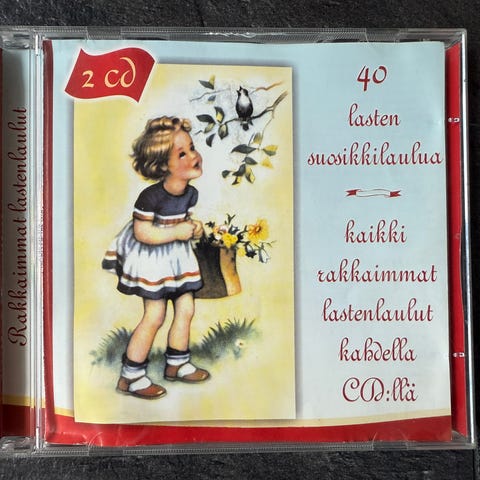 Rakkaimmat lastenlaulut
2 cd
40
lasten
suosikkilaulua
kaikki
rakkaimmat
lastenlaulut
kahdella
CD:llä